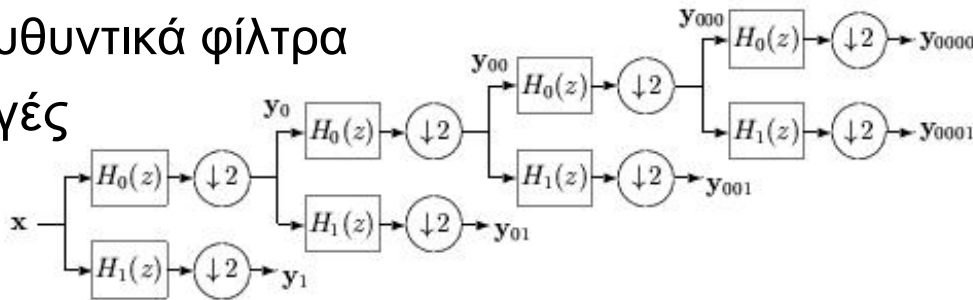 υθυντικά φίλτρα
γές
y₀₀₀ H₀(z) ↓2 y₀₀₀₀
y₀₀ H₀(z) ↓2 H₁(z) ↓2 y₀₀₀₁
y₀ H₀(z) ↓2 H₁(z) ↓2 y₀₀₁
H₀(z) ↓2 H₁(z) ↓2 y₀₁
x
H₁(z) ↓2 y₁